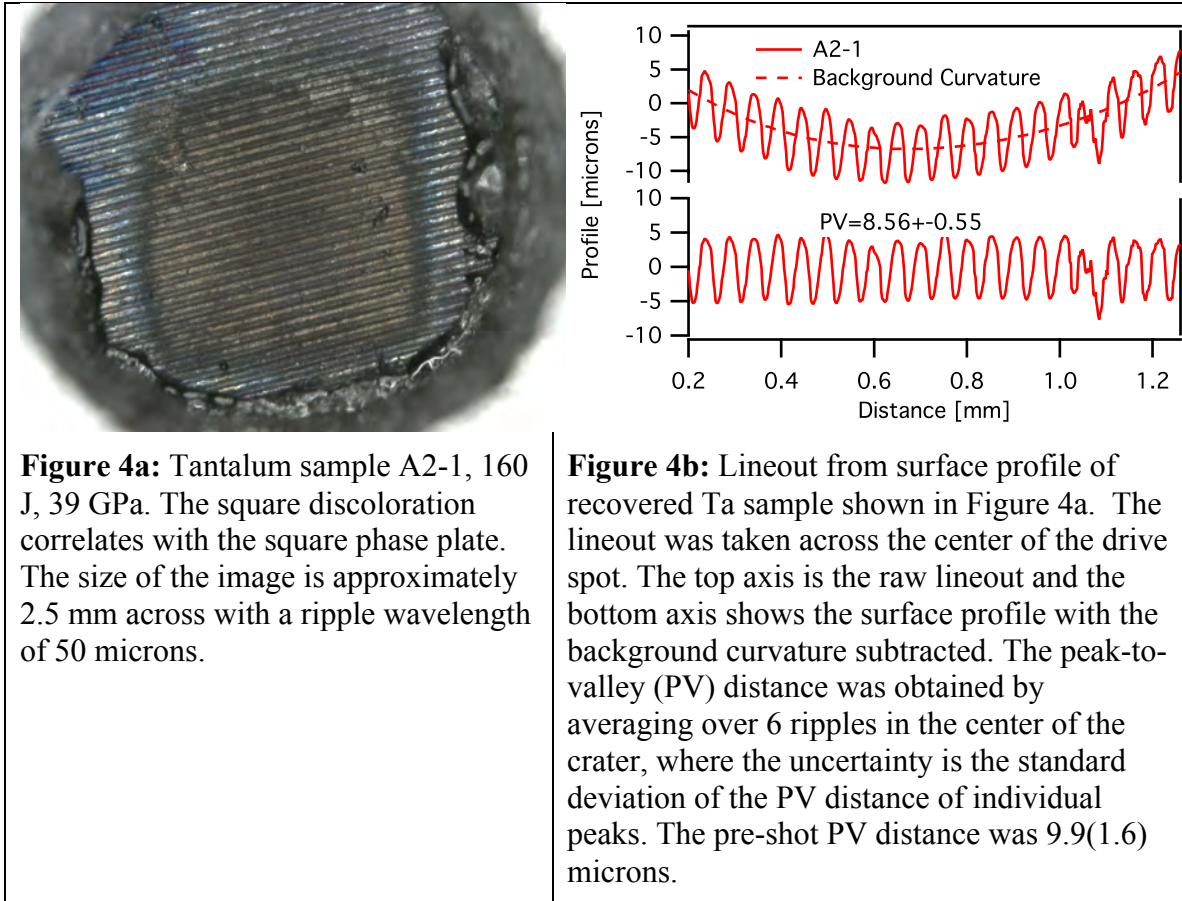 10
5
0
-5
-10
A2-1
Background Curvature
10
5
0
-5
-10
PV=8.56+-0.55
Profile [microns]
0.2 0.4 0.6 0.8 1.0 1.2
Distance [mm]
Figure 4a: Tantalum sample A2-1, 160
J, 39 GPa. The square discoloration
correlates with the square phase plate.
The size of the image is approximately
2.5 mm across with a ripple wavelength
of 50 microns.
Figure 4b: Lineout from surface profile of
recovered Ta sample shown in Figure 4a. The
lineout was taken across the center of the drive
spot. The top axis is the raw lineout and the
bottom axis shows the surface profile with the
background curvature subtracted. The peak-to-
valley (PV) distance was obtained by
averaging over 6 ripples in the center of the
crater, where the uncertainty is the standard
deviation of the PV distance of individual
peaks. The pre-shot PV distance was 9.9(1.6)
microns.